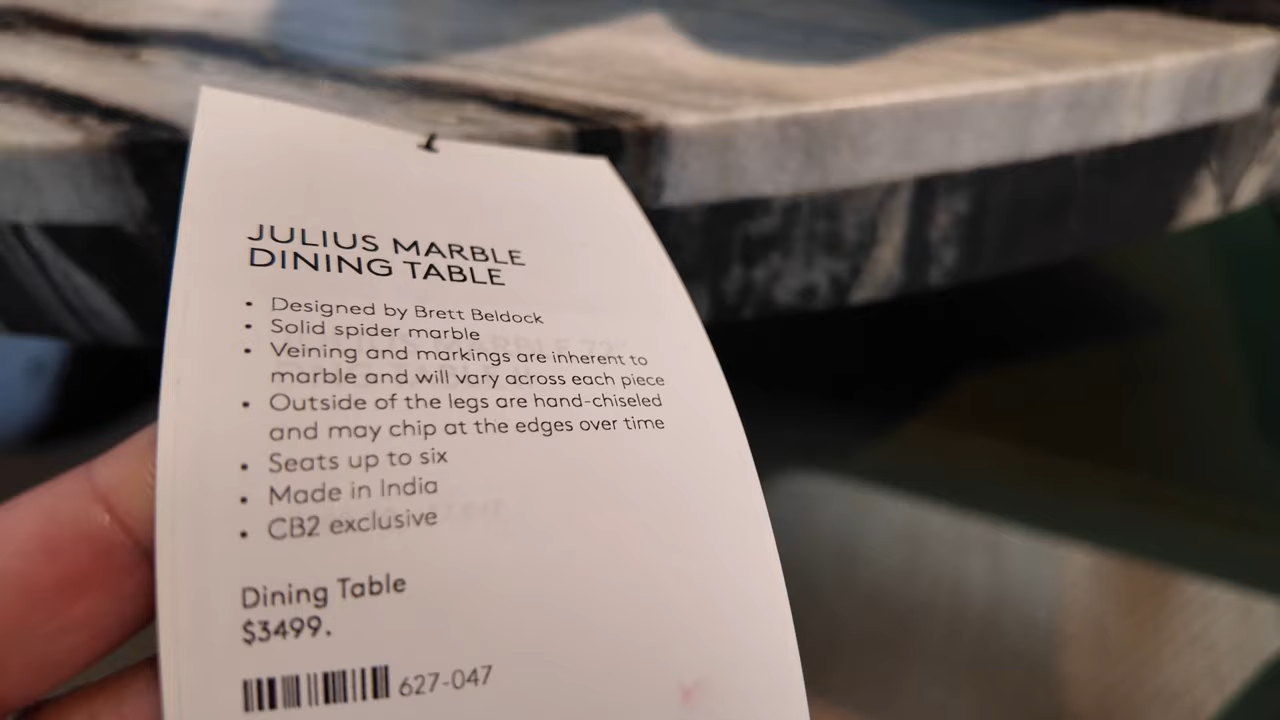 JULIUS MARBLE
DINING TABLE
• Designed by Brett Beldock
• Solid spider marble
• Veining and markings are inherent to
marble and will vary across each piece
• Outside of the legs are hand-chiseled
and may chip at the edges over time
• Seats up to six
• Made in India
• CB2 exclusive
Dining Table
$3499.
627-047